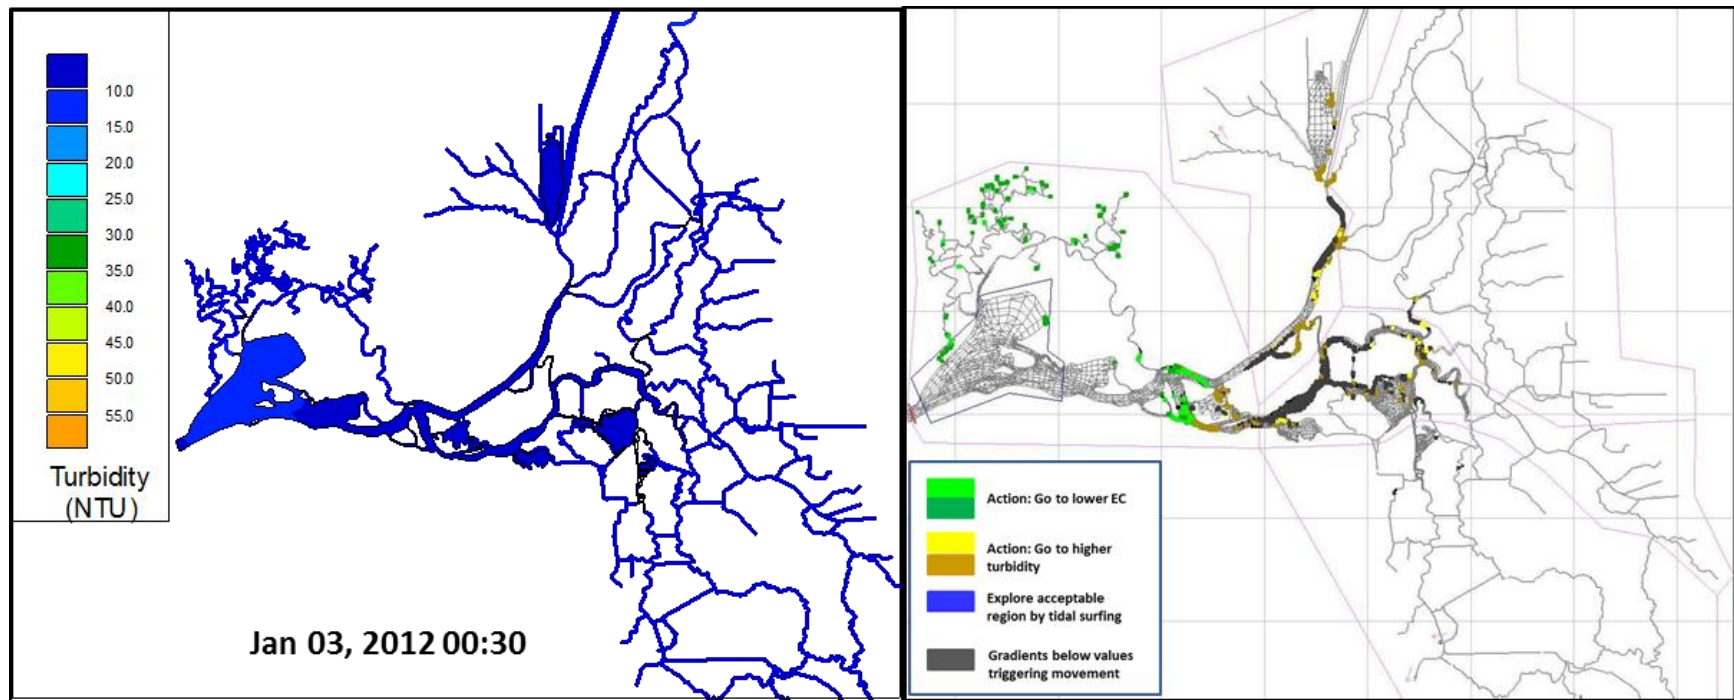 10.0
15.0
20.0
25.0
30.0
35.0
40.0
45.0
50.0
55.0
Turbidity
(NTU)
Jan 03, 2012 00:30
Action: Go to lower EC
Action: Go to higher
turbidity
Explore acceptable
region by tidal surfing
Gradients below values
triggering movement